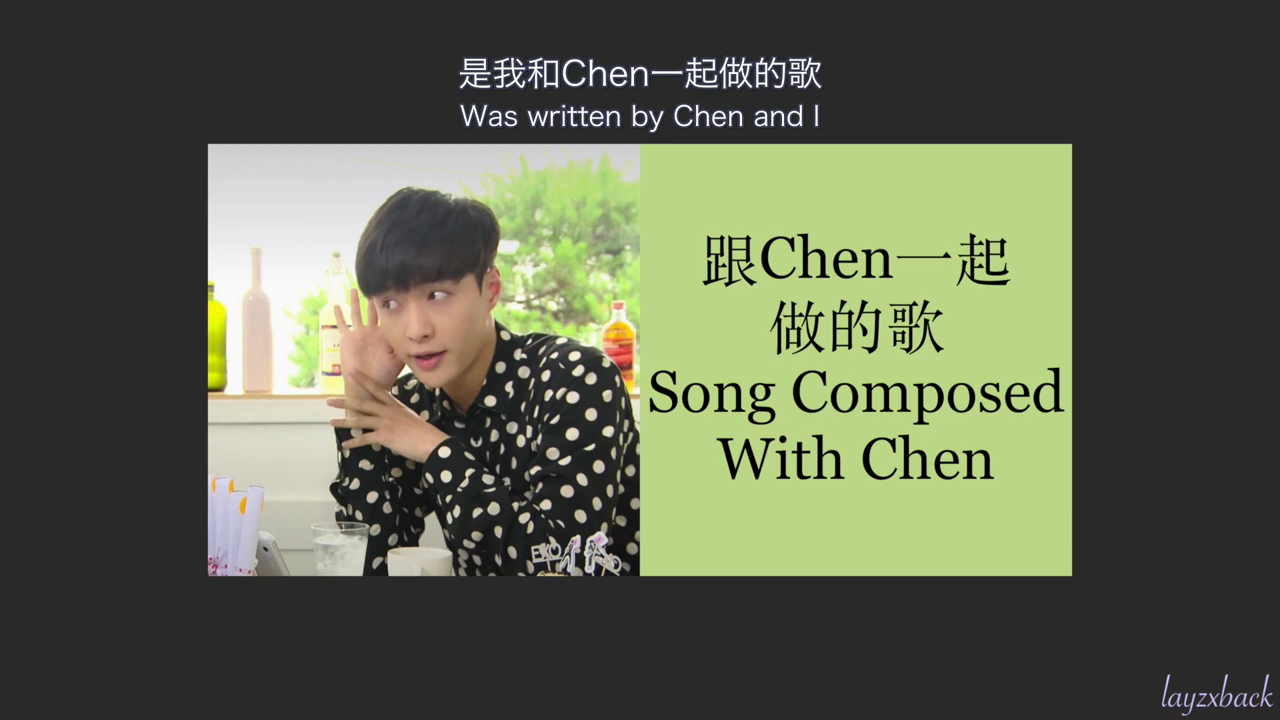 是我和Chen一起做的歌
Was written by Chen and I
跟Chen一起
做的歌
Song Composed
With Chen
EXO
layzxback